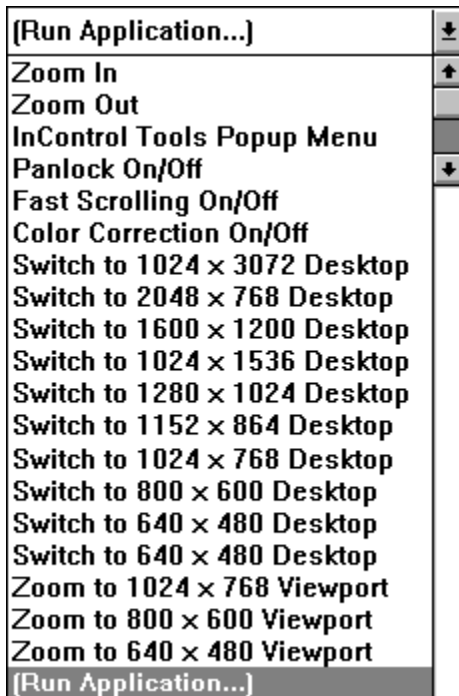 (Run Application...)
Zoom In
Zoom Out
InControl Tools Popup Menu
Panlock On/Off
Fast Scrolling On/Off
Color Correction On/Off
Switch to 1024 × 3072 Desktop
Switch to 2048 × 768 Desktop
Switch to 1600 × 1200 Desktop
Switch to 1024 × 1536 Desktop
Switch to 1280 × 1024 Desktop
Switch to 1152 × 864 Desktop
Switch to 1024 × 768 Desktop
Switch to 800 × 600 Desktop
Switch to 640 × 480 Desktop
Switch to 640 × 480 Desktop
Zoom to 1024 × 768 Viewport
Zoom to 800 × 600 Viewport
Zoom to 640 × 480 Viewport
(Run Application...)